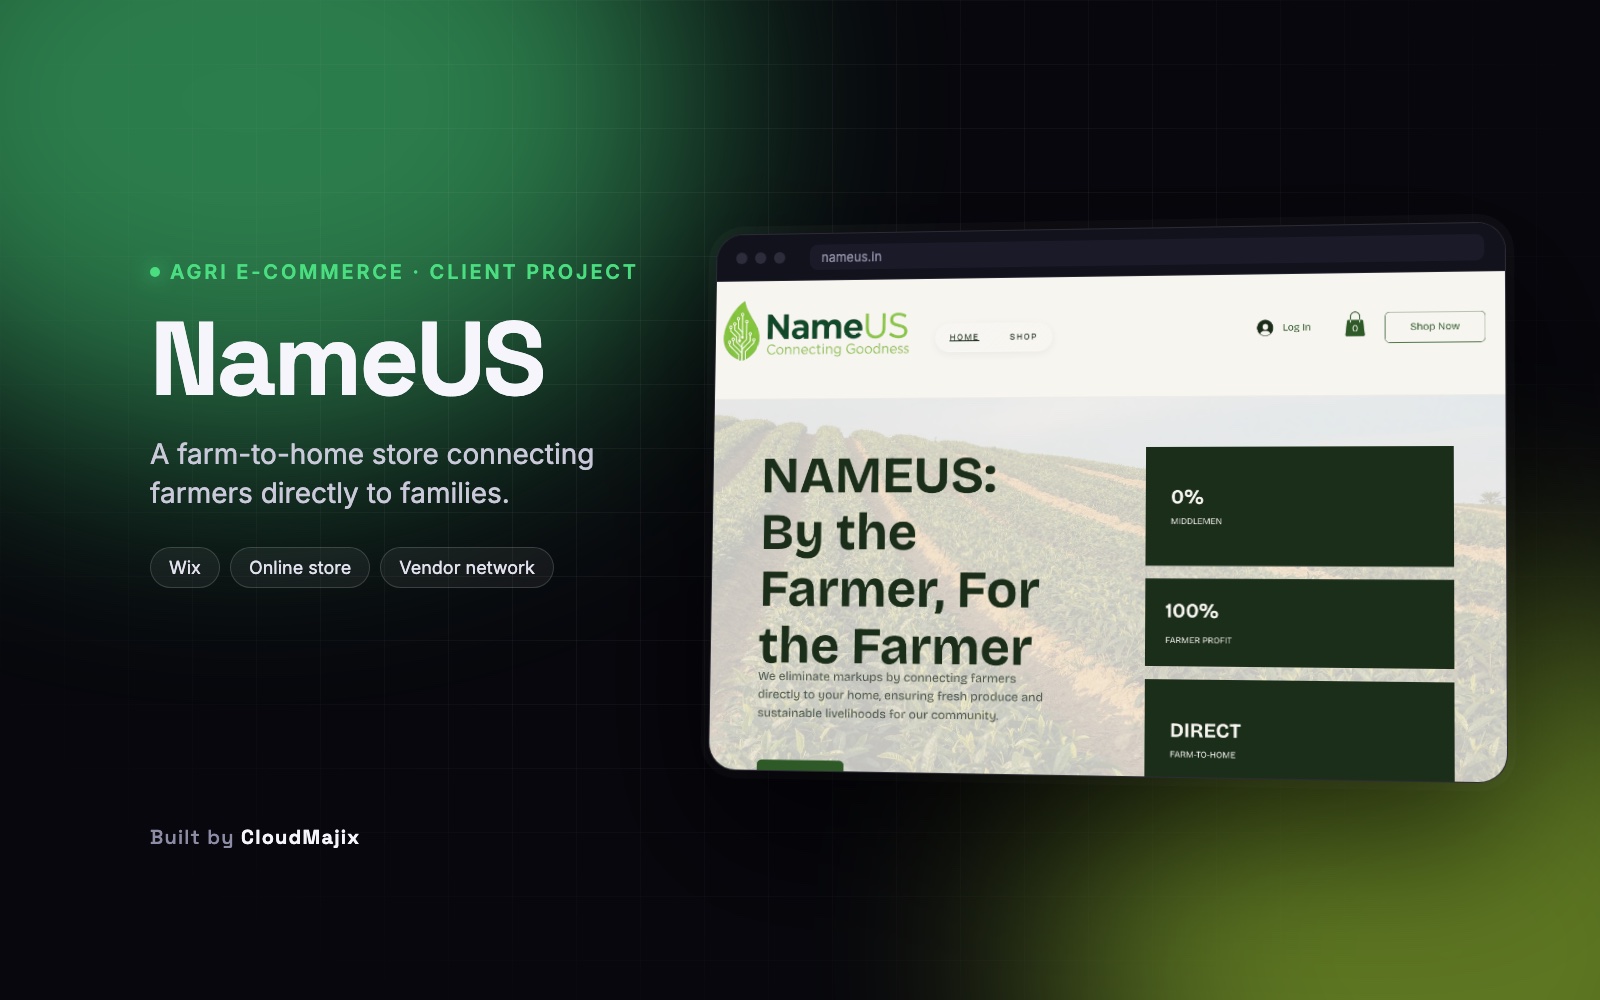 AGRI E-COMMERCE · CLIENT PROJECT
NameUS
A farm-to-home store connecting
farmers directly to families.
Wix
Online store
Vendor network
Built by CloudMajix
nameus.in
NameUS
Connecting Goodness
HOME
SHOP
Log In
0
Shop Now
NAMEUS:
By the
Farmer, For
the Farmer
We eliminate markups by connecting farmers
directly to your home, ensuring fresh produce and
sustainable livelihoods for our community.
0%
MIDDLEMEN
100%
FARMER PROFIT
DIRECT
FARM-TO-HOME